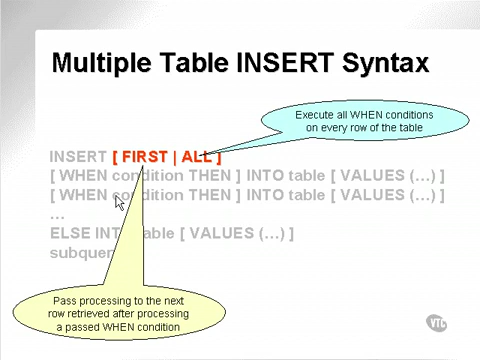 Multiple Table INSERT Syntax
Execute all WHEN conditions
on every row of the table
INSERT [ FIRST | ALL ]
[ WHEN condition THEN ] INTO table [ VALUES (…) ]
[ WHEN condition THEN ] INTO table [ VALUES (…) ]
…
ELSE INTO table [ VALUES (…) ]
subquery
Pass processing to the next
row retrieved after processing
a passed WHEN condition
VTC